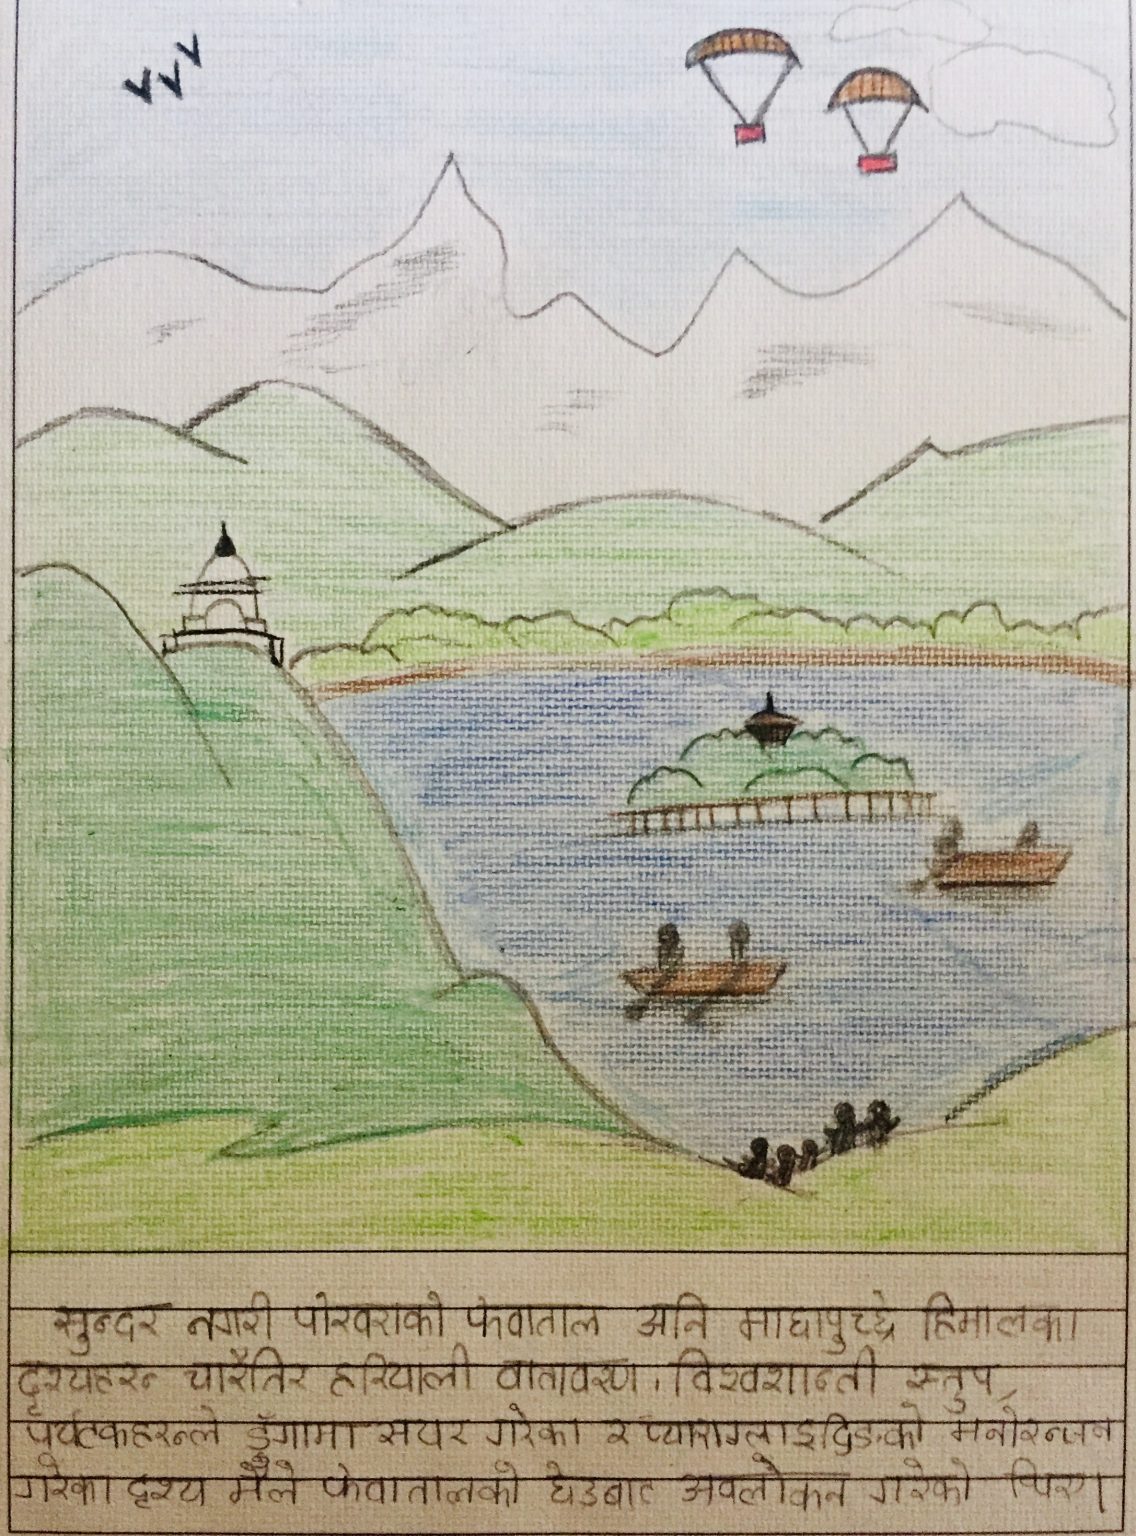 सुन्दर नगरी पोखराको फेवाताल अनि माघापुच्छ्रे हिमालका
दृश्यहरु चारैतिर हरियाली वातावरण, विश्वशान्ती स्तुप,
पर्यटकहरुले डुँगामा सयर गरेका र प्याराग्लाइडिङको मनोरन्जन
गरेका दृश्य मैले फेवातालको घेडबाट अवलोकन गरेको थिए।